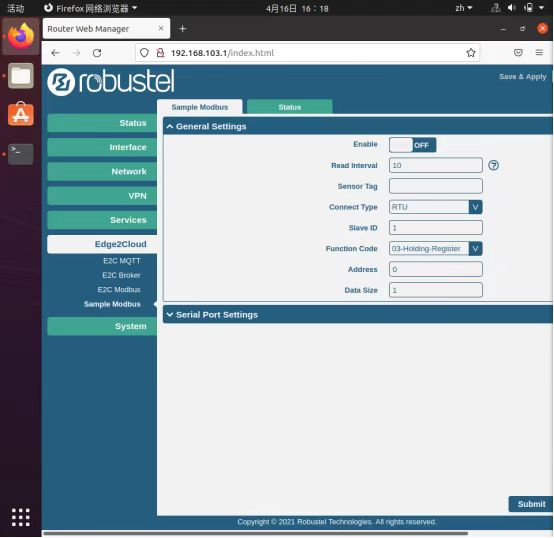 活动
Firefox 网络浏览器
4月16日 16：18
zh
Router Web Manager
192.168.103.1/index.html
robustel
Save & Apply
Sample Modbus
Status
Status
Interface
Network
VPN
Services
Edge2Cloud
E2C MQTT
E2C Broker
E2C Modbus
Sample Modbus
System
General Settings
Enable OFF
Read Interval 10
Sensor Tag
Connect Type RTU
Slave ID 1
Function Code 03-Holding-Register
Address 0
Data Size 1
Serial Port Settings
Submit
Copyright © 2021 Robustel Technologies. All rights reserved.